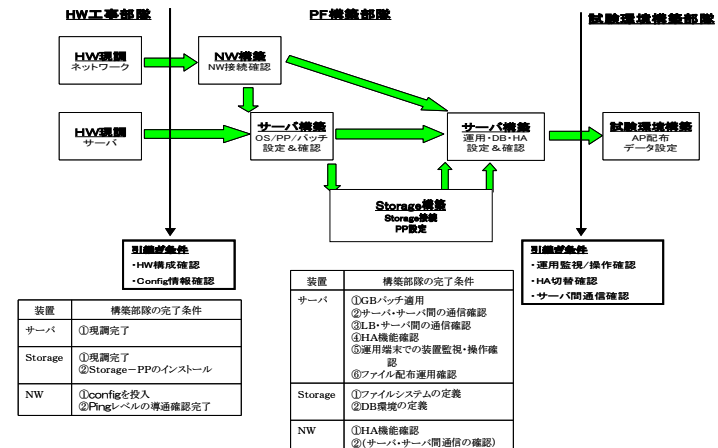 HW工事部隊
PF構築部隊
試験環境構築部隊
HW現調
ネットワーク
NW構築
NW接続確認
HW現調
サーバ
サーバ構築
OS/PP/パッチ
設定&確認
サーバ構築
運用・DB・HA
設定&確認
試験環境構築
AP配布
データ設定
Storage構築
Storage接続
PP設定
引継ぎ条件
・HW構成確認
・Config情報確認
引継ぎ条件
・運用監視/操作確認
・HA切替確認
・サーバ間通信確認
装置 構築部隊の完了条件
サーバ ①現調完了
Storage ①現調完了
②Storage-PPのインストール
NW ①configを投入
②Pingレベルの導通確認完了
装置 構築部隊の完了条件
サーバ ①GBパッチ適用
②サーバ・サーバ間の通信確認
③LB・サーバ間の通信確認
④HA機能確認
⑤運用端末での装置監視・操作確
認
⑥ファイル配布運用確認
Storage ①ファイルシステムの定義
②DB環境の定義
NW ①HA機能確認
②(サーバ・サーバ間通信の確認)